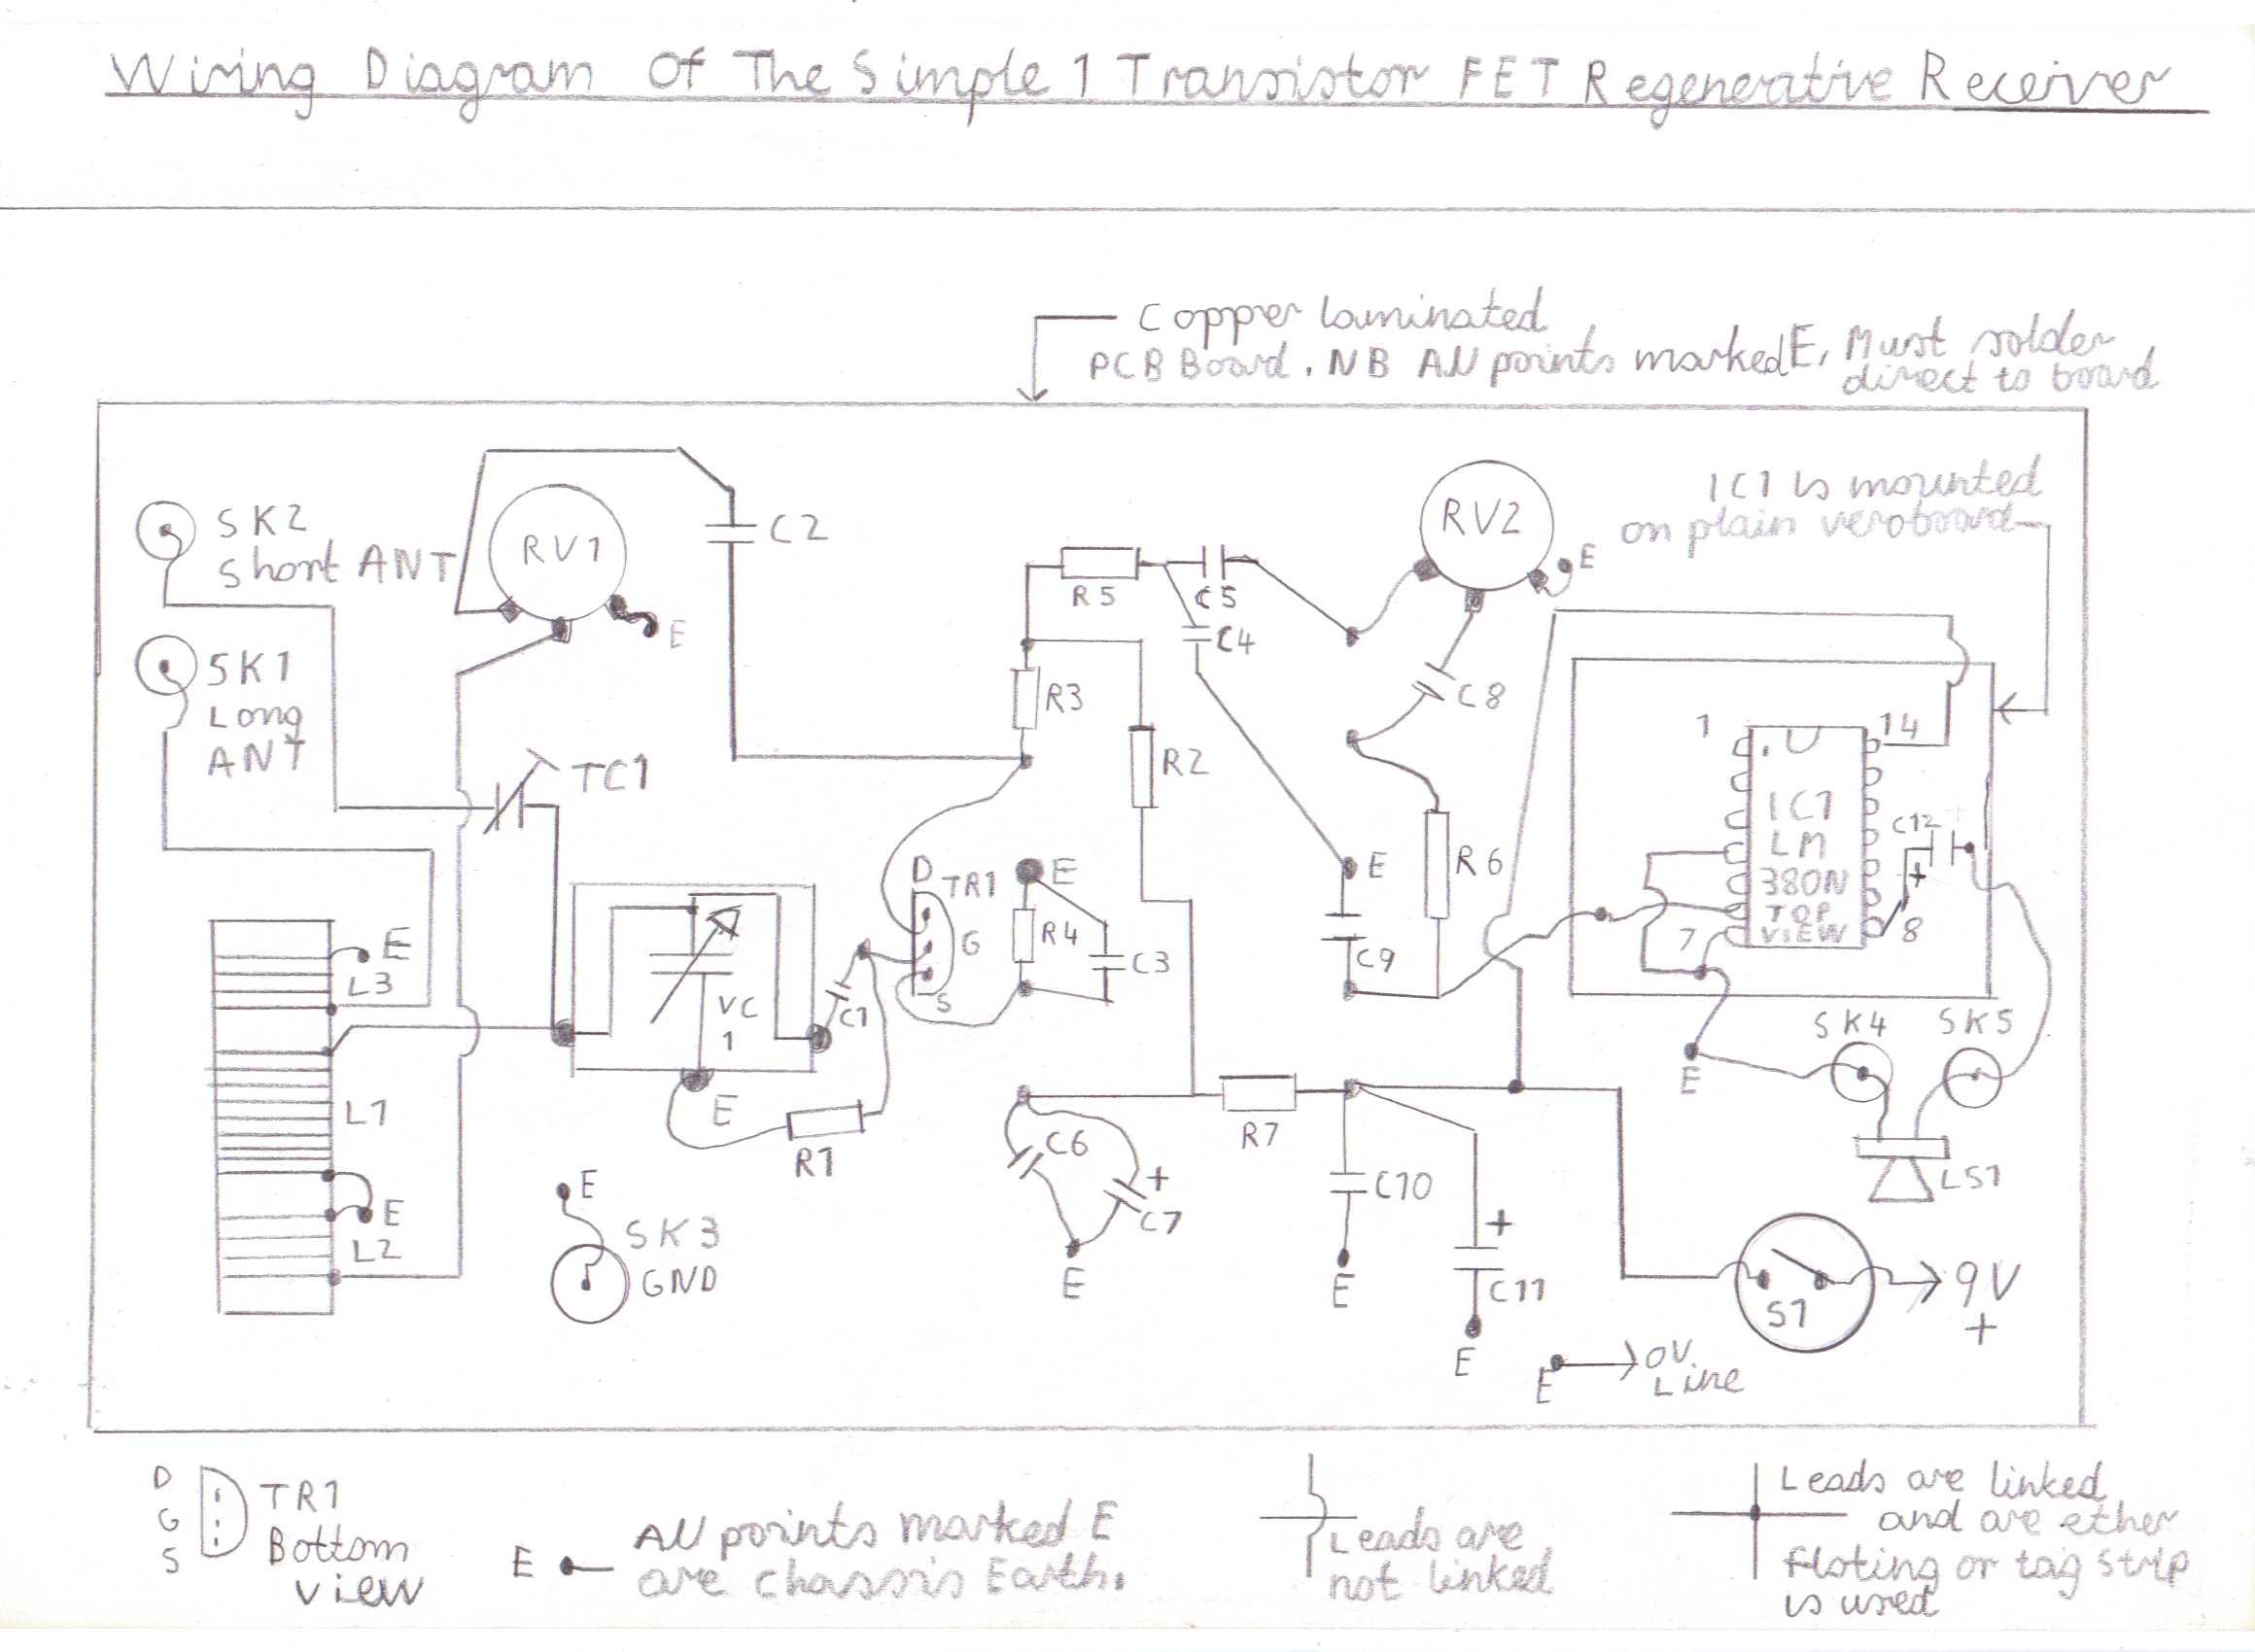 Wiring Diagram Of The Simple 1 Transistor FET Regenerative Receiver
Copper laminated
PCB Board. NB All points marked E, Must solder
direct to board
SK2
Short ANT
RV1
E
C2
R5
C5
C4
RV2
E
IC1 is mounted
on plain veroboard
SK1
Long
ANT
TC1
R3
R2
C8
1
14
IC1
LM
380N
TOP
VIEW
C12
+
7
8
D
TR1
G
S
E
R4
C3
E
C9
R6
E
L3
VC
1
C1
L1
E
R1
SK4
SK5
E
LS1
E
L2
E
SK3
GND
C6
+
C7
E
R7
C10
E
+
C11
E
S1
9V
+
E
0V
Line
D
G
S
TR1
Bottom
view
E
All points marked E
are chassis Earth.
Leads are
not linked
Leads are linked
and are ether
floting or tag strip
is used